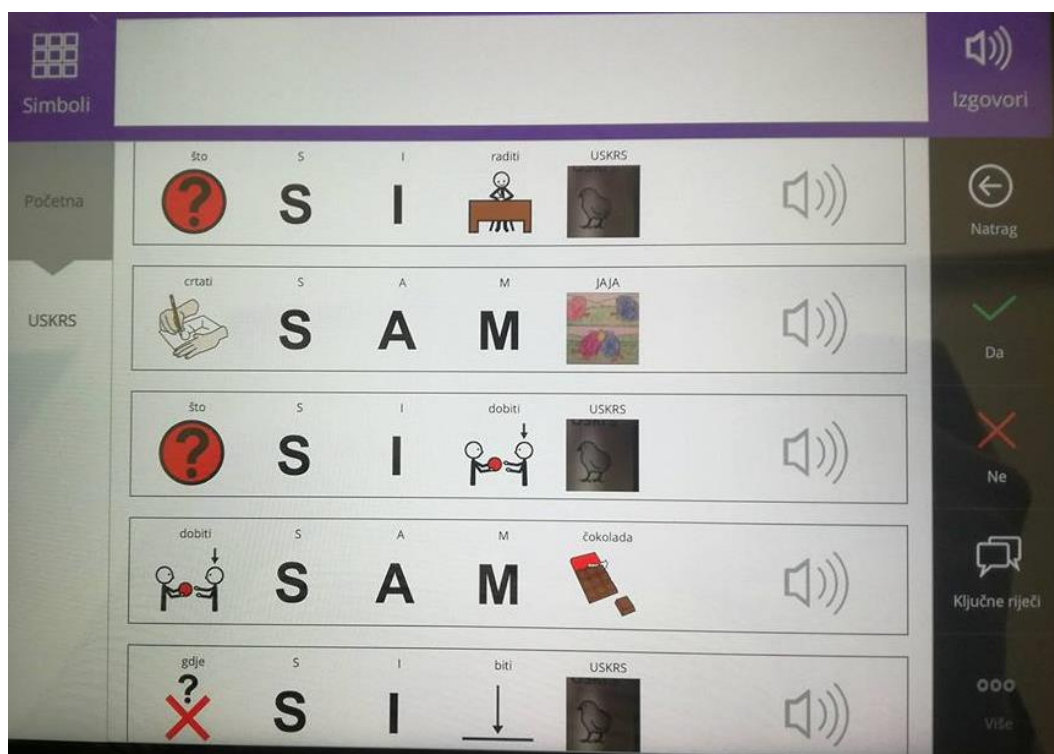 Simboli
Izgovori
Početna
USKRS
što S I raditi USKRS
? S I
crtati S A M JAJA
S A M
što S I dobiti USKRS
? S I
dobiti S A M čokolada
S A M
gdje S I biti USKRS
? S I
Natrag
Da
Ne
Ključne riječi
Više